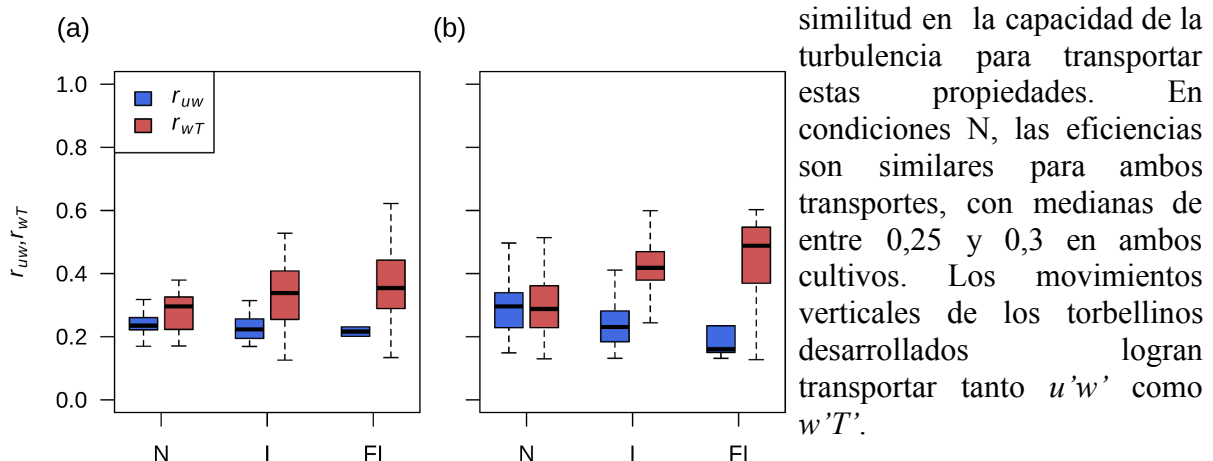 (a)
(b)
r_uw
r_wT
1.0
0.8
0.6
0.4
0.2
0.0
r_uw,r_wT
N
I
FI
N
I
FI
similitud en la capacidad de la
turbulencia para transportar
estas propiedades. En
condiciones N, las eficiencias
son similares para ambos
transportes, con medianas de
entre 0,25 y 0,3 en ambos
cultivos. Los movimientos
verticales de los torbellinos
desarrollados logran
transportar tanto u’w’ como
w’T’.